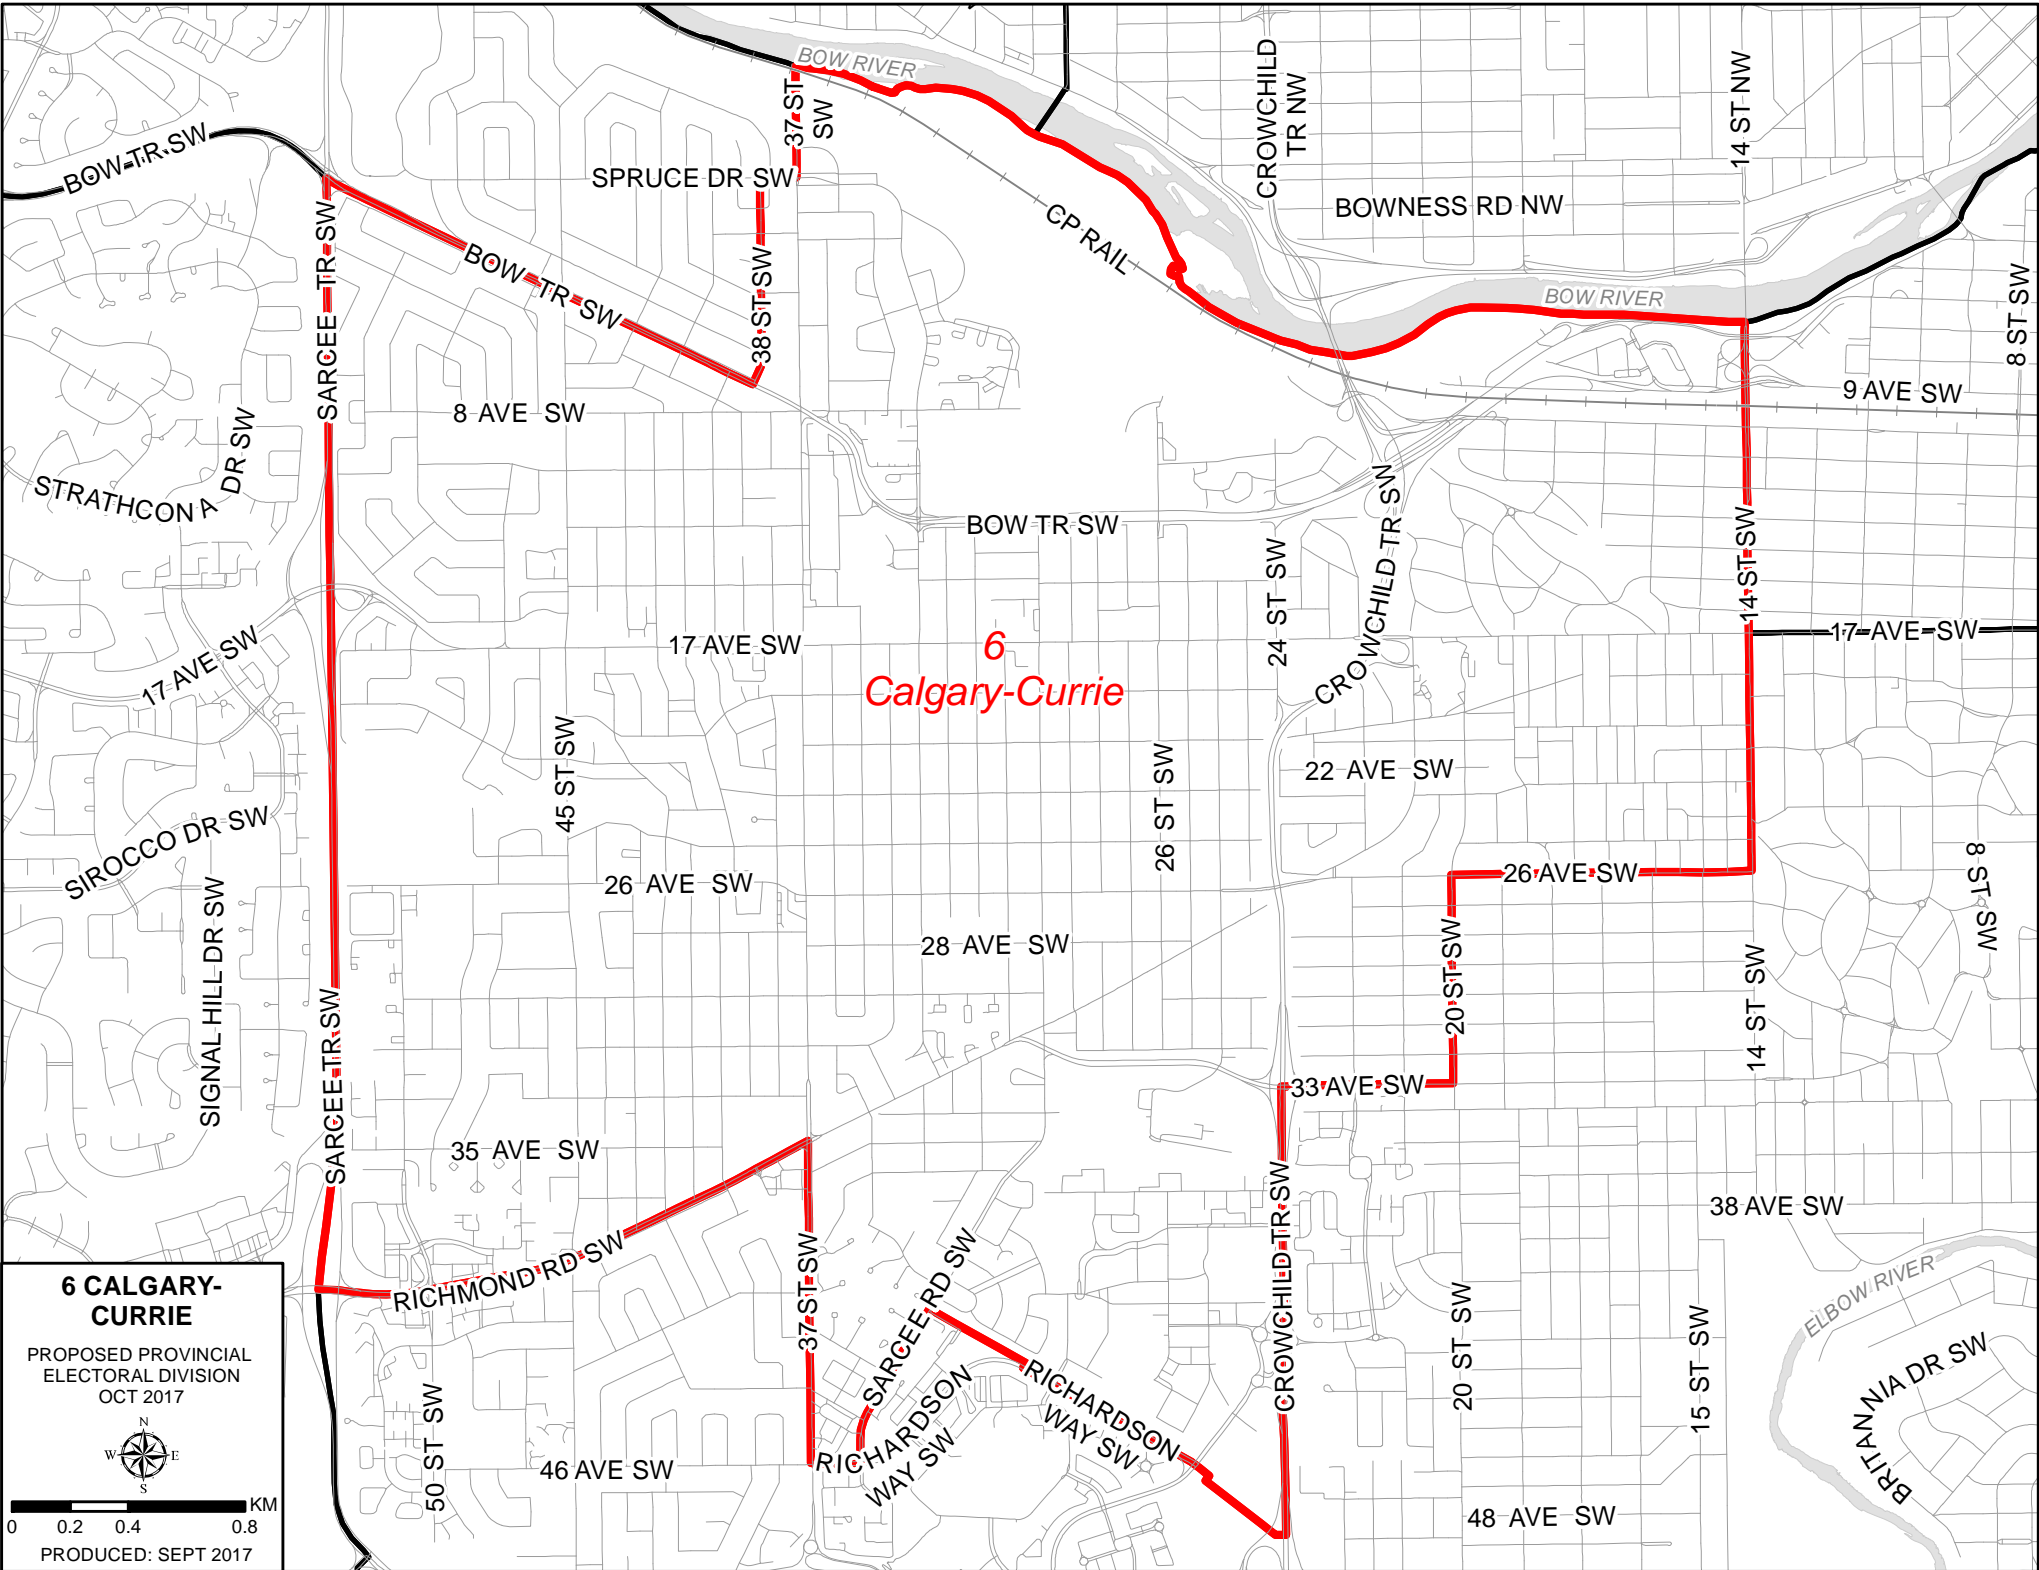 BOW RIVER
37 ST
SW
CROWCHILD
TR NW
14 ST NW
BOW TR SW
SPRUCE DR SW
BOWNESS RD NW
CP RAIL
SARCEE TR SW
BOW TR SW
38 ST SW
BOW RIVER
8 ST SW
9 AVE SW
8 AVE SW
STRATHCONA
DR SW
BOW TR SW
CROWCHILD TR SW
24 ST SW
14 ST SW
17 AVE SW
17 AVE SW
17 AVE SW
6
Calgary-Currie
45 ST SW
26 ST SW
22 AVE SW
SIROCCO DR SW
26 AVE SW
26 AVE SW
8 ST SW
SIGNAL HILL DR SW
28 AVE SW
20 ST SW
14 ST SW
SARCEE TR SW
33 AVE SW
35 AVE SW
38 AVE SW
RICHMOND RD SW
37 ST SW
SARCEE RD SW
CROWCHILD TR SW
20 ST SW
15 ST SW
ELBOW RIVER
BRITANNIA DR SW
RICHARDSON
WAY SW
RICHARDSON
WAY SW
50 ST SW
46 AVE SW
48 AVE SW
6 CALGARY-
CURRIE
PROPOSED PROVINCIAL
ELECTORAL DIVISION
OCT 2017
N
W E
S
KM
0 0.2 0.4 0.8
PRODUCED: SEPT 2017